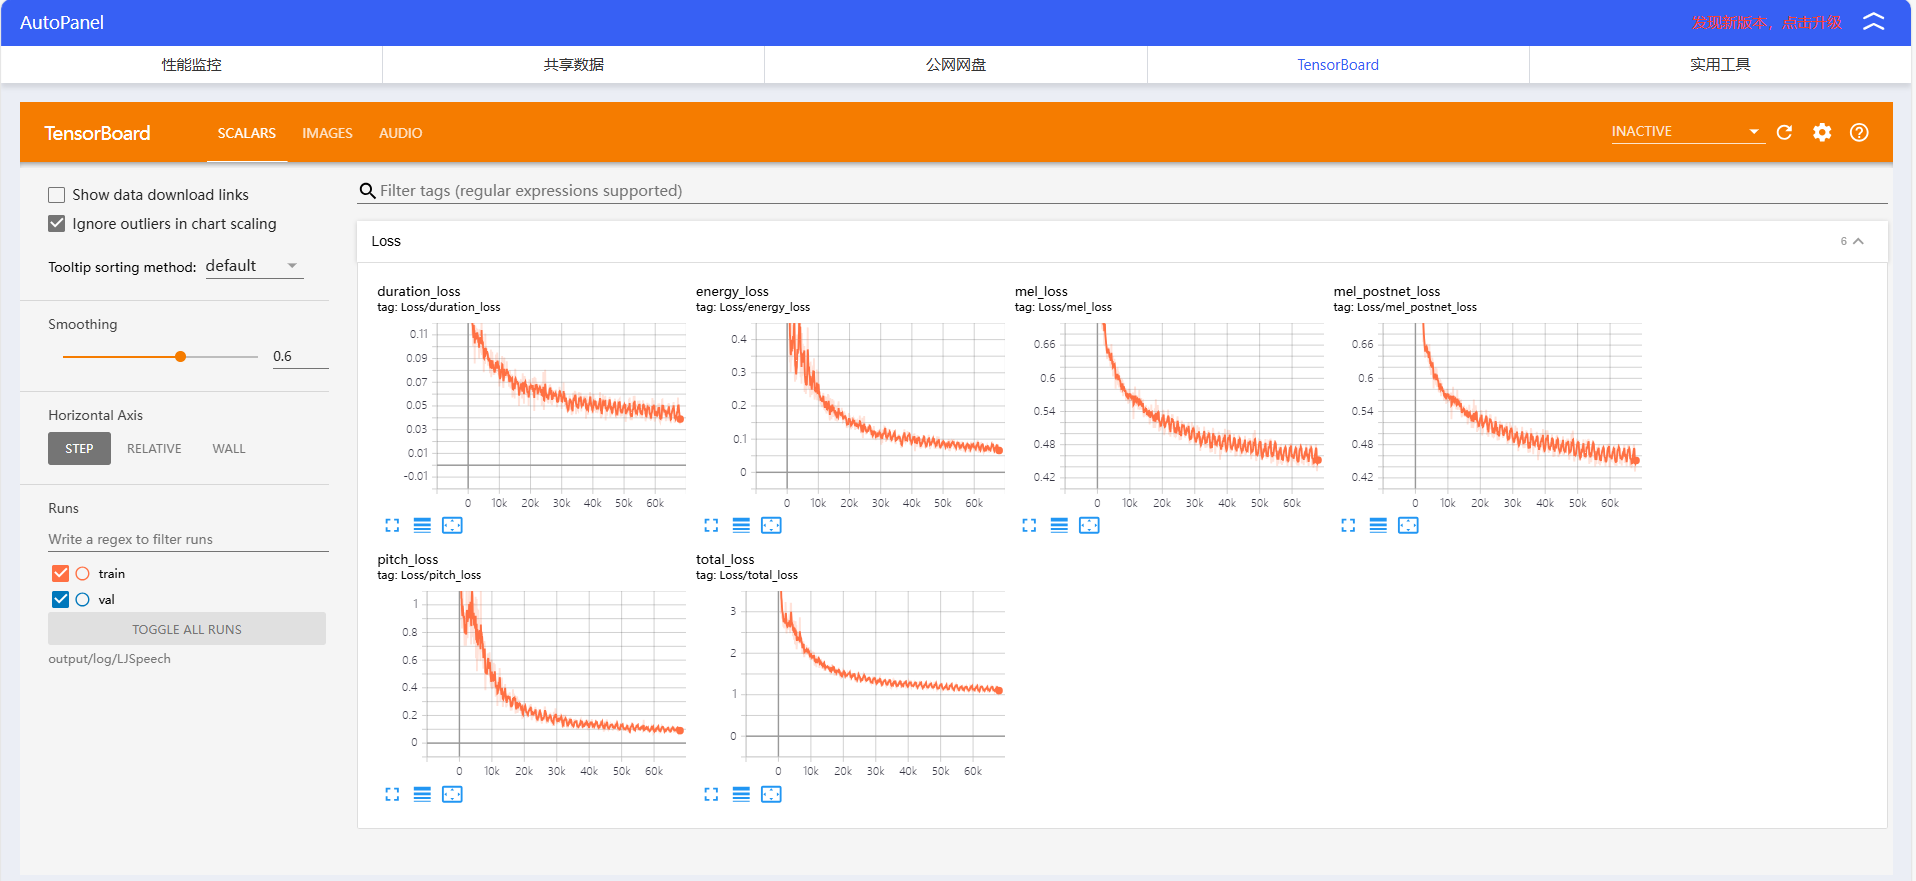 AutoPanel
发现新版本，点击升级
性能监控 共享数据 公网网盘 TensorBoard 实用工具
TensorBoard SCALARS IMAGES AUDIO INACTIVE
Show data download links
Ignore outliers in chart scaling
Tooltip sorting method: default
Smoothing
0.6
Horizontal Axis
STEP RELATIVE WALL
Runs
Write a regex to filter runs
train
val
TOGGLE ALL RUNS
output/log/LJSpeech
Filter tags (regular expressions supported)
Loss 6
duration_loss
tag: Loss/duration_loss
0.11
0.09
0.07
0.05
0.03
0.01
-0.01
0 10k 20k 30k 40k 50k 60k
energy_loss
tag: Loss/energy_loss
0.4
0.3
0.2
0.1
0
0 10k 20k 30k 40k 50k 60k
mel_loss
tag: Loss/mel_loss
0.66
0.6
0.54
0.48
0.42
0 10k 20k 30k 40k 50k 60k
mel_postnet_loss
tag: Loss/mel_postnet_loss
0.66
0.6
0.54
0.48
0.42
0 10k 20k 30k 40k 50k 60k
pitch_loss
tag: Loss/pitch_loss
1
0.8
0.6
0.4
0.2
0
0 10k 20k 30k 40k 50k 60k
total_loss
tag: Loss/total_loss
3
2
1
0
0 10k 20k 30k 40k 50k 60k